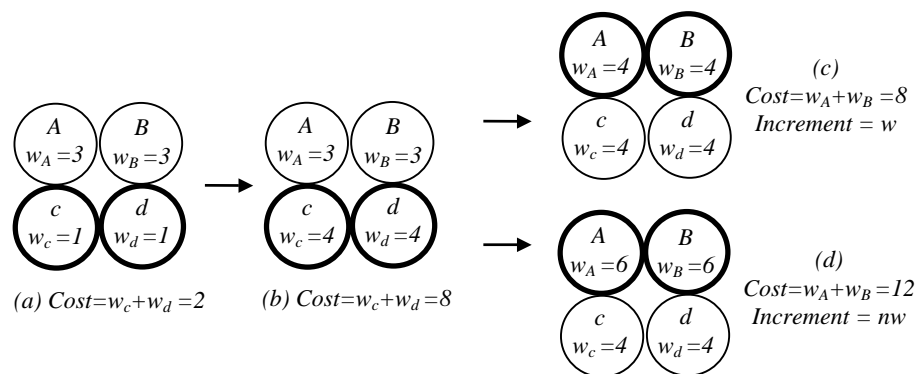 A B
w_A=3 w_B=3
c d
w_c=1 w_d=1
(a) Cost=w_c+w_d=2
A B
w_A=3 w_B=3
c d
w_c=4 w_d=4
(b) Cost=w_c+w_d=8
A B
w_A=4 w_B=4
c d
w_c=4 w_d=4
(c)
Cost=w_A+w_B=8
Increment = w
A B
w_A=6 w_B=6
c d
w_c=4 w_d=4
(d)
Cost=w_A+w_B=12
Increment = nw